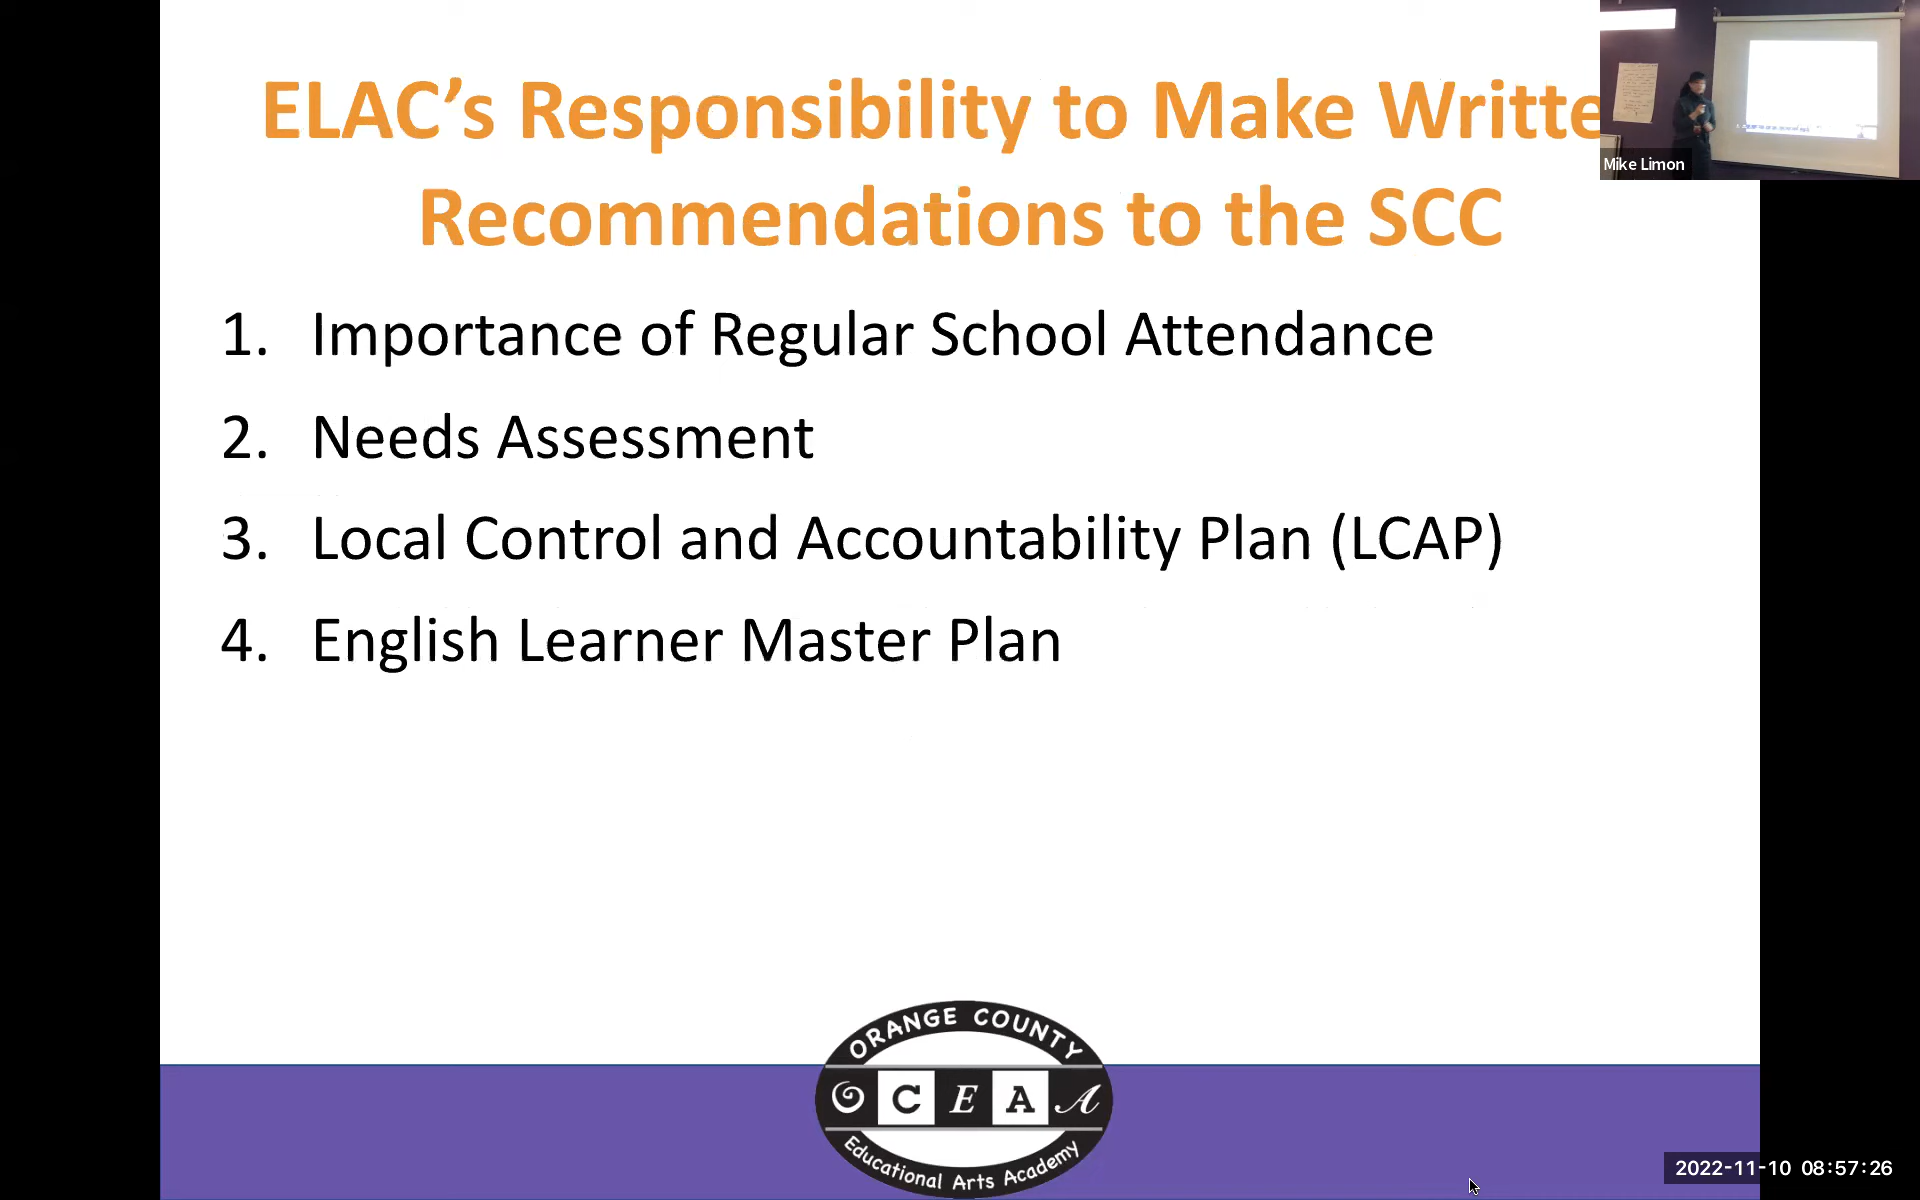 ELAC’s Responsibility to Make Writte
Recommendations to the SCC
Mike Limon
1. Importance of Regular School Attendance
2. Needs Assessment
3. Local Control and Accountability Plan (LCAP)
4. English Learner Master Plan
ORANGE COUNTY
OCEAA
Educational Arts Academy
2022-11-10 08:57:26